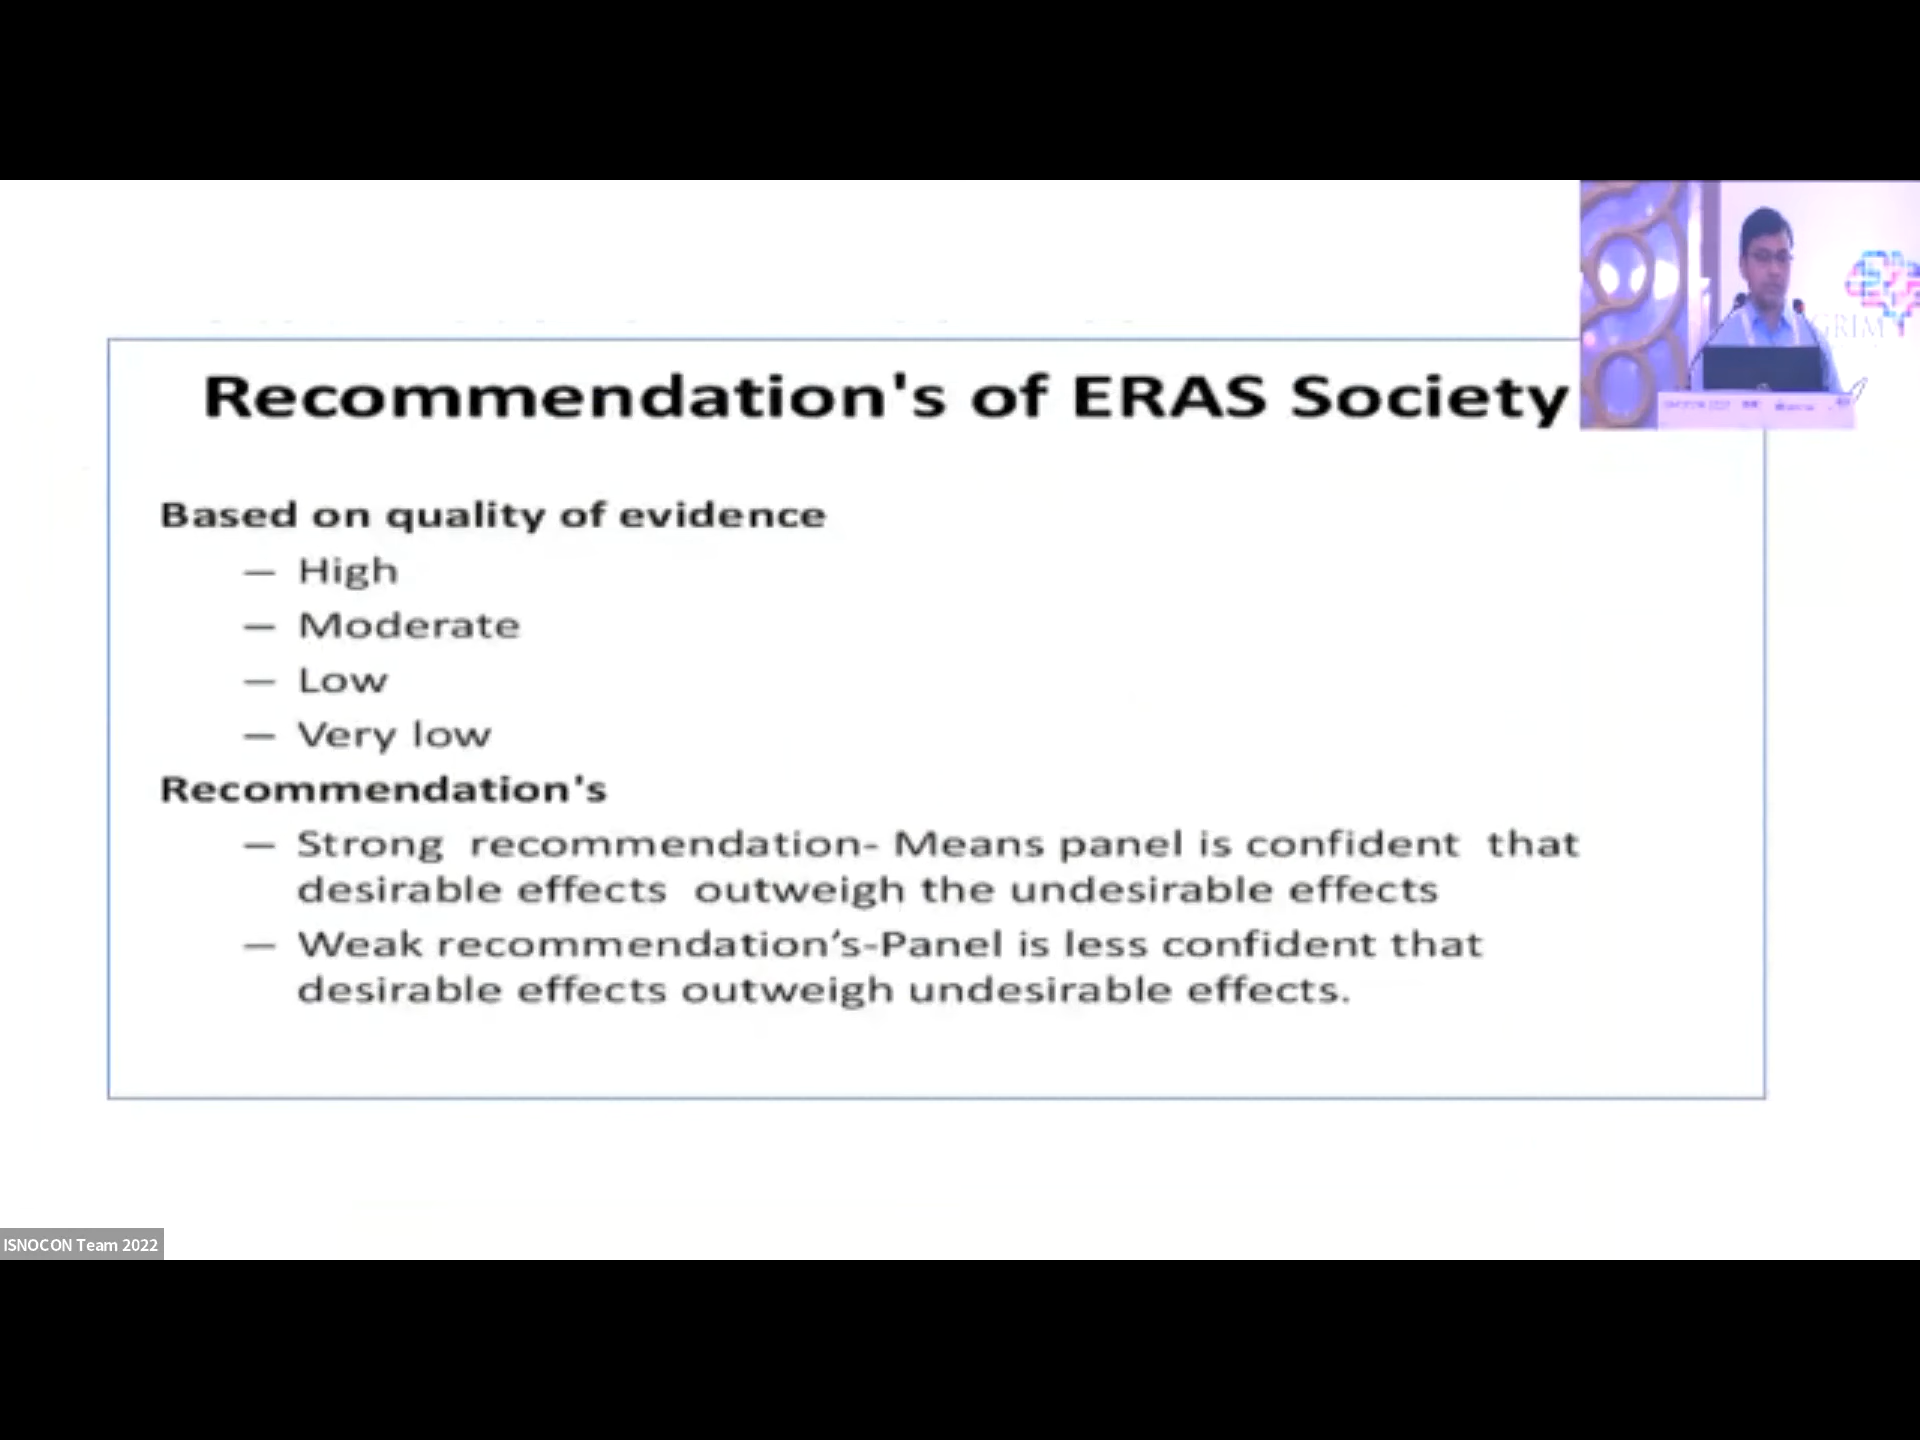 Recommendation's of ERAS Society
Based on quality of evidence
— High
— Moderate
— Low
— Very low
Recommendation's
— Strong recommendation- Means panel is confident that
desirable effects outweigh the undesirable effects
— Weak recommendation’s-Panel is less confident that
desirable effects outweigh undesirable effects.
GRIM
ISNOCON Team 2022